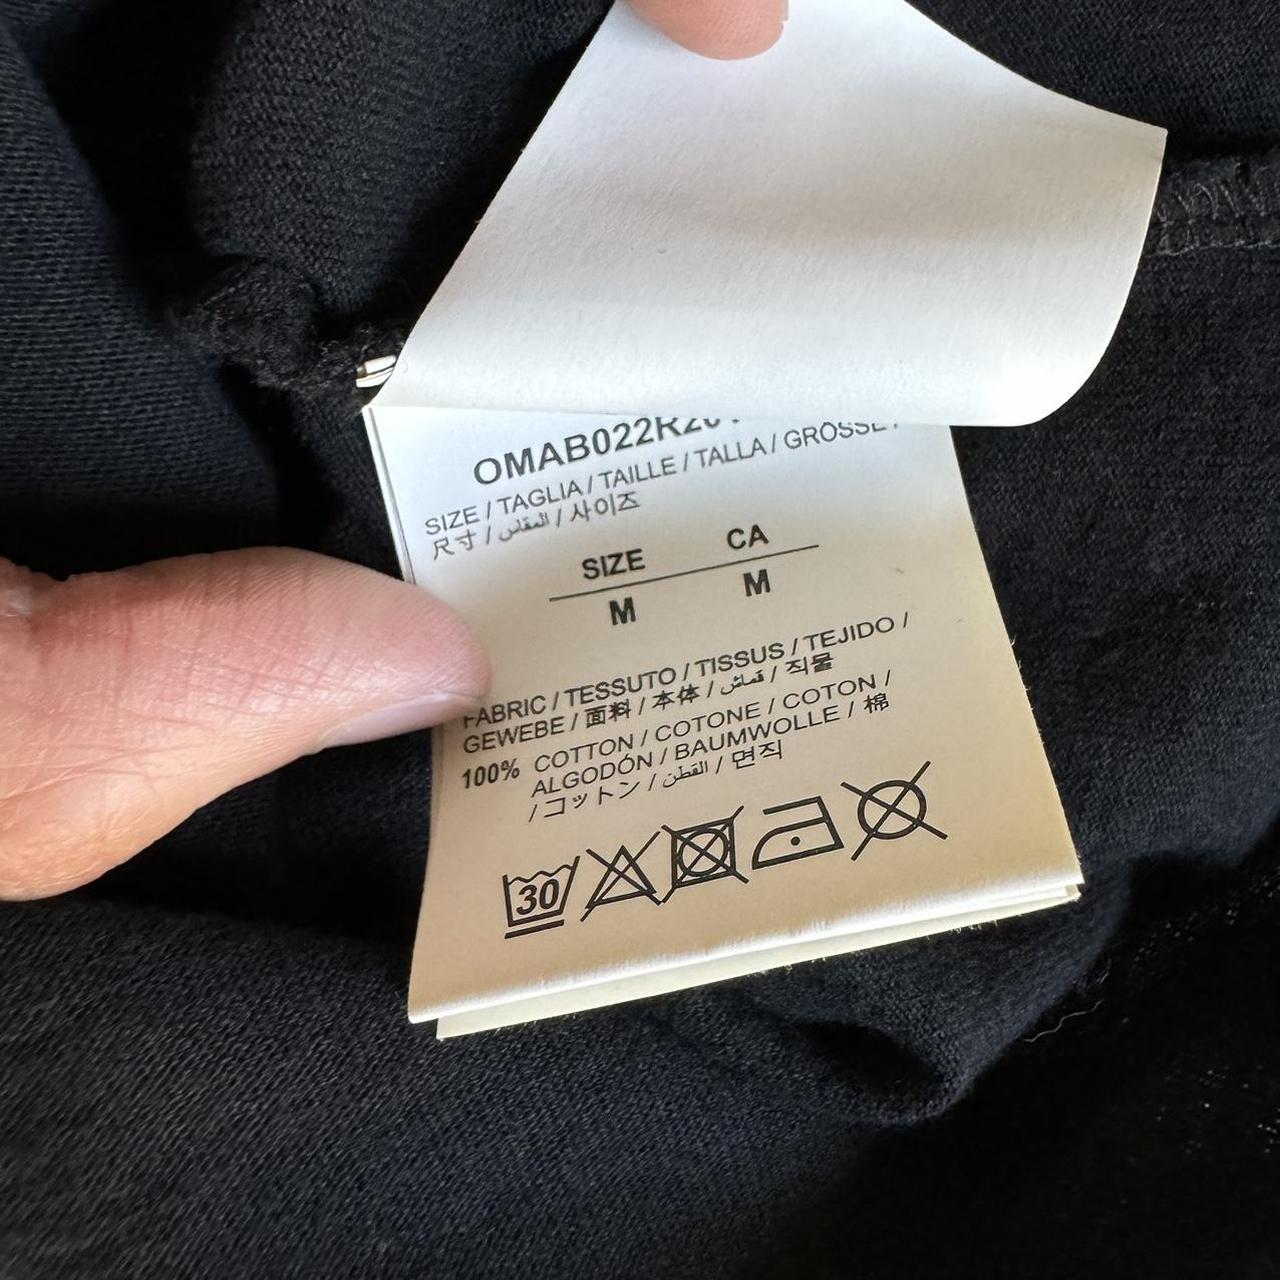 OMAB022R20
SIZE / TAGLIA / TAILLE / TALLA / GRÖSSE /
尺寸 / المقاس / 사이즈
SIZE CA
M M
FABRIC / TESSUTO / TISSUS / TEJIDO /
GEWEBE / 面料 / 本体 / قماش / 직물
100% COTTON / COTONE / COTON /
ALGODÓN / BAUMWOLLE / 棉
/ コットン / القطن / 면직
30